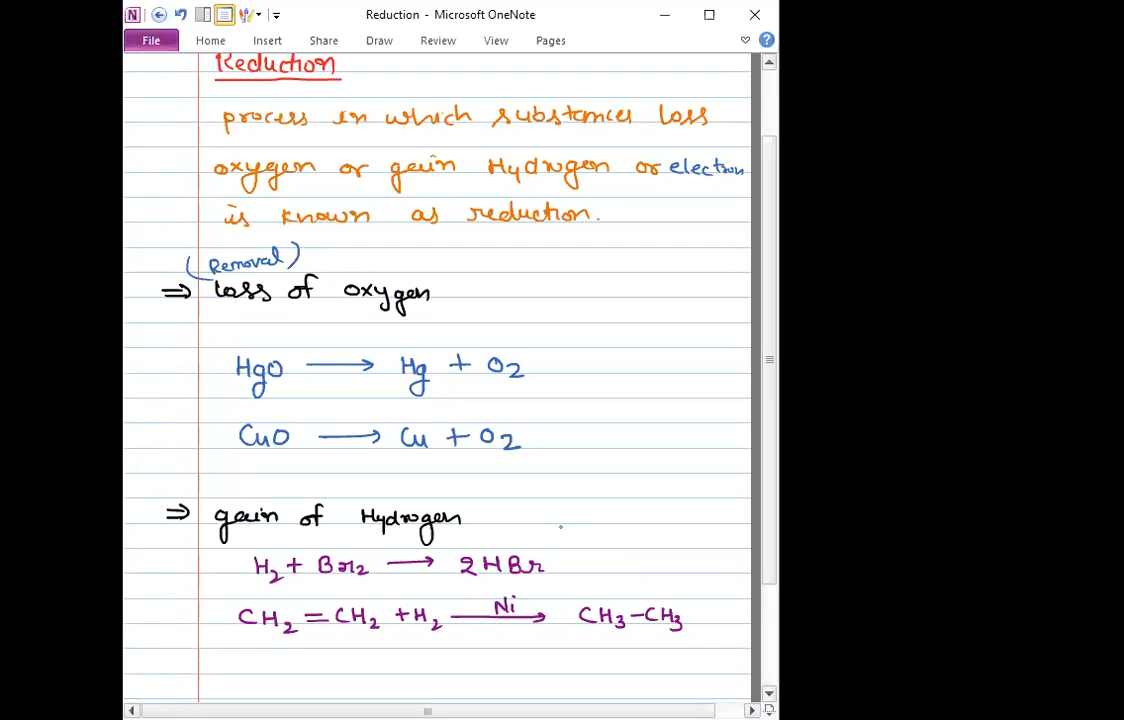 Reduction - Microsoft OneNote
File Home Insert Share Draw Review View Pages
Reduction
process in which substances loss
oxygen or gain Hydrogen or electron
is known as reduction.
(Removal)
⇒ loss of oxygen
HgO → Hg + O2
CuO → Cu + O2
⇒ gain of Hydrogen
H2 + Br2 → 2HBr
CH2 = CH2 + H2 —Ni→ CH3-CH3